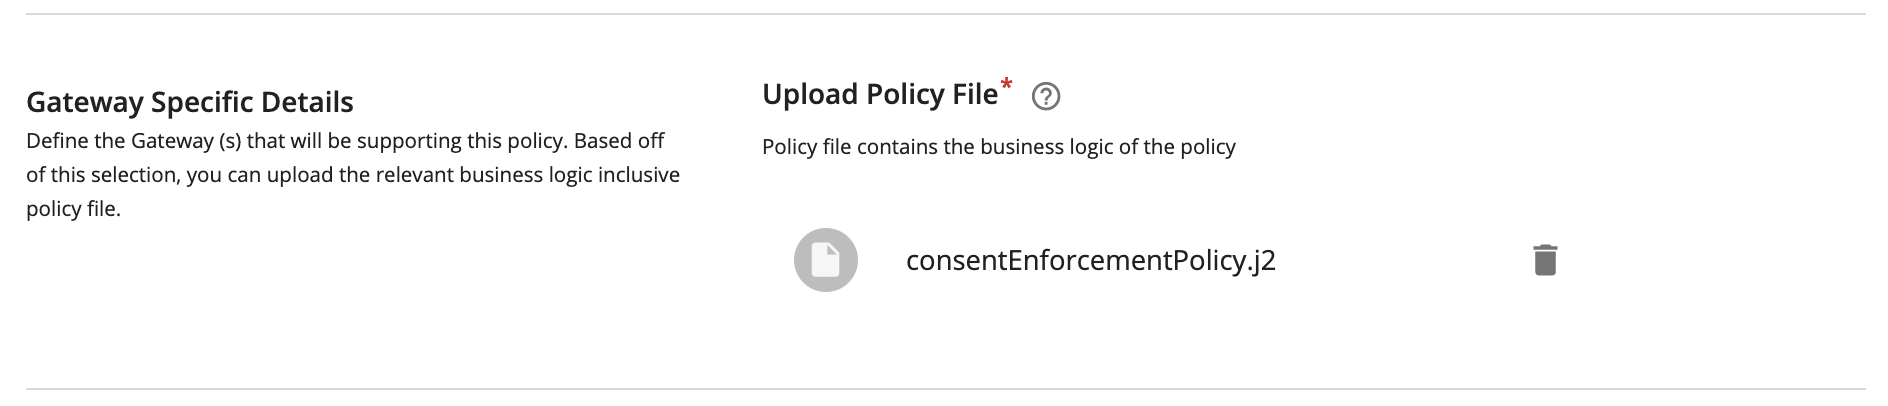 Gateway Specific Details
Define the Gateway (s) that will be supporting this policy. Based off
of this selection, you can upload the relevant business logic inclusive
policy file.
Upload Policy File*
Policy file contains the business logic of the policy
consentEnforcementPolicy.j2